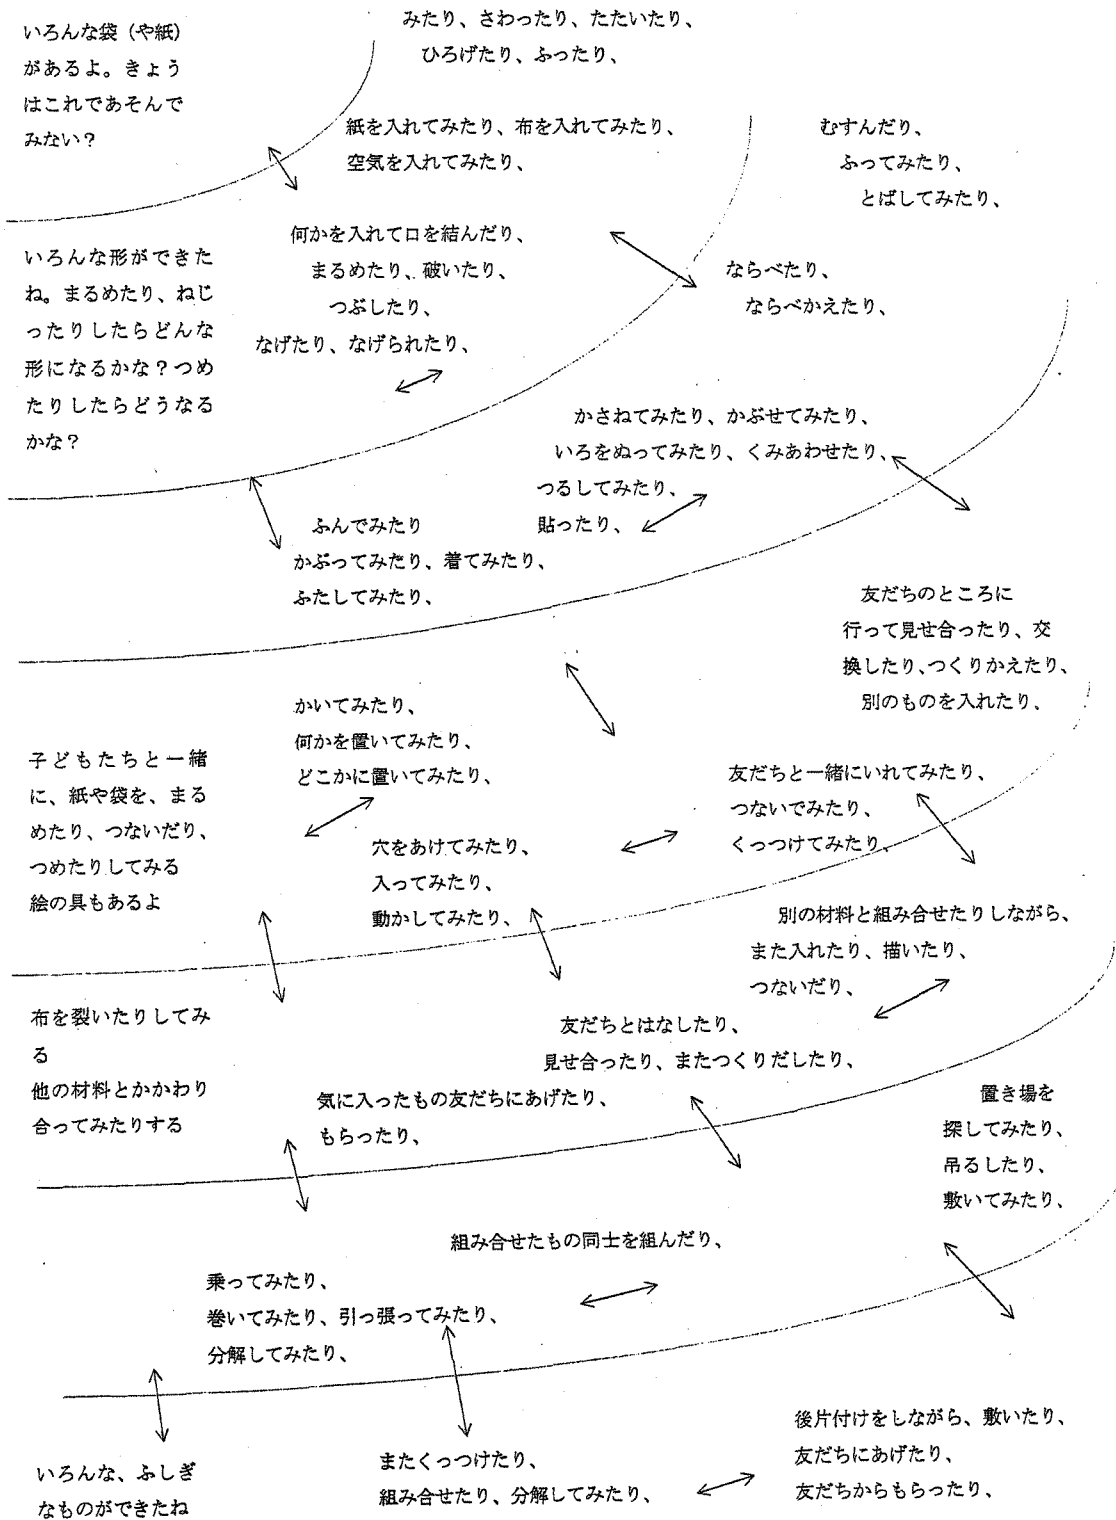 いろんな袋（や紙）
があるよ。きょう
はこれであそんで
みない？
みたり、さわったり、たたいたり、
ひろげたり、ふったり、
紙を入れてみたり、布を入れてみたり、
空気を入れてみたり、
むすんだり、
ふってみたり、
とばしてみたり、
いろんな形ができた
ね。まるめたり、ねじ
ったりしたらどんな
形になるかな？つめ
たりしたらどうなる
かな？
何かを入れて口を結んだり、
まるめたり、破いたり、
つぶしたり、
なげたり、なげられたり、
ならべたり、
ならべかえたり、
かさねてみたり、かぶせてみたり、
いろをぬってみたり、くみあわせたり、
つるしてみたり、
貼ったり、
ふんでみたり
かぶってみたり、着てみたり、
ふたしてみたり、
友だちのところに
行って見せ合ったり、交
換したり、つくりかえたり、
別のものを入れたり、
かいてみたり、
何かを置いてみたり、
どこかに置いてみたり、
子どもたちと一緒
に、紙や袋を、まる
めたり、つないだり、
つめたりしてみる
絵の具もあるよ
友だちと一緒にいれてみたり、
つないでみたり、
くっつけてみたり、
穴をあけてみたり、
入ってみたり、
動かしてみたり、
別の材料と組み合せたりしながら、
また入れたり、描いたり、
つないだり、
布を裂いたりしてみ
る
他の材料とかかわり
合ってみたりする
友だちとはなしたり、
見せ合ったり、またつくりだしたり、
気に入ったもの友だちにあげたり、
もらったり、
置き場を
探してみたり、
吊るしたり、
敷いてみたり、
組み合せたもの同士を組んだり、
乗ってみたり、
巻いてみたり、引っ張ってみたり、
分解してみたり、
いろんな、ふしぎ
なものができたね
またくっつけたり、
組み合せたり、分解してみたり、
後片付けをしながら、敷いたり、
友だちにあげたり、
友だちからもらったり、